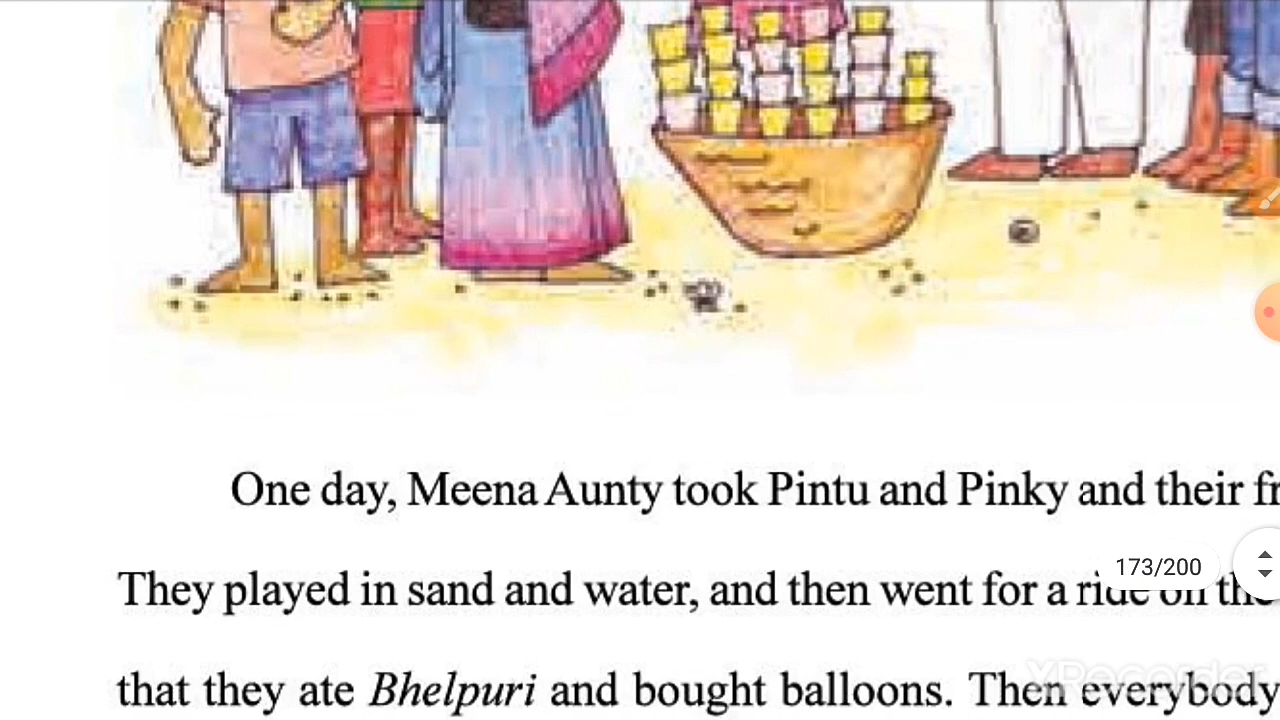 One day, Meena Aunty took Pintu and Pinky and their
173/200
They played in sand and water, and then went for a ride on the
that they ate Bhelpuri and bought balloons. Then everybody
XRecorder